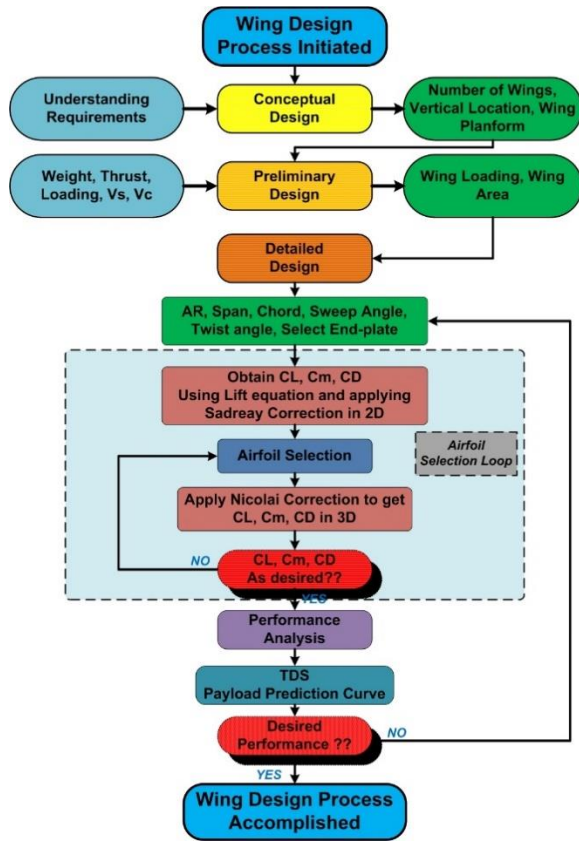 Wing Design
Process Initiated
Understanding
Requirements
Conceptual
Design
Number of Wings,
Vertical Location, Wing
Planform
Weight, Thrust,
Loading, Vs, Vc
Preliminary
Design
Wing Loading, Wing
Area
Detailed
Design
AR, Span, Chord, Sweep Angle,
Twist angle, Select End-plate
Obtain CL, Cm, CD
Using Lift equation and applying
Sadreay Correction in 2D
Airfoil Selection
Airfoil
Selection Loop
Apply Nicolai Correction to get
CL, Cm, CD in 3D
NO
CL, Cm, CD
As desired??
YES
Performance
Analysis
TDS
Payload Prediction Curve
Desired
Performance ??
NO
YES
Wing Design Process
Accomplished